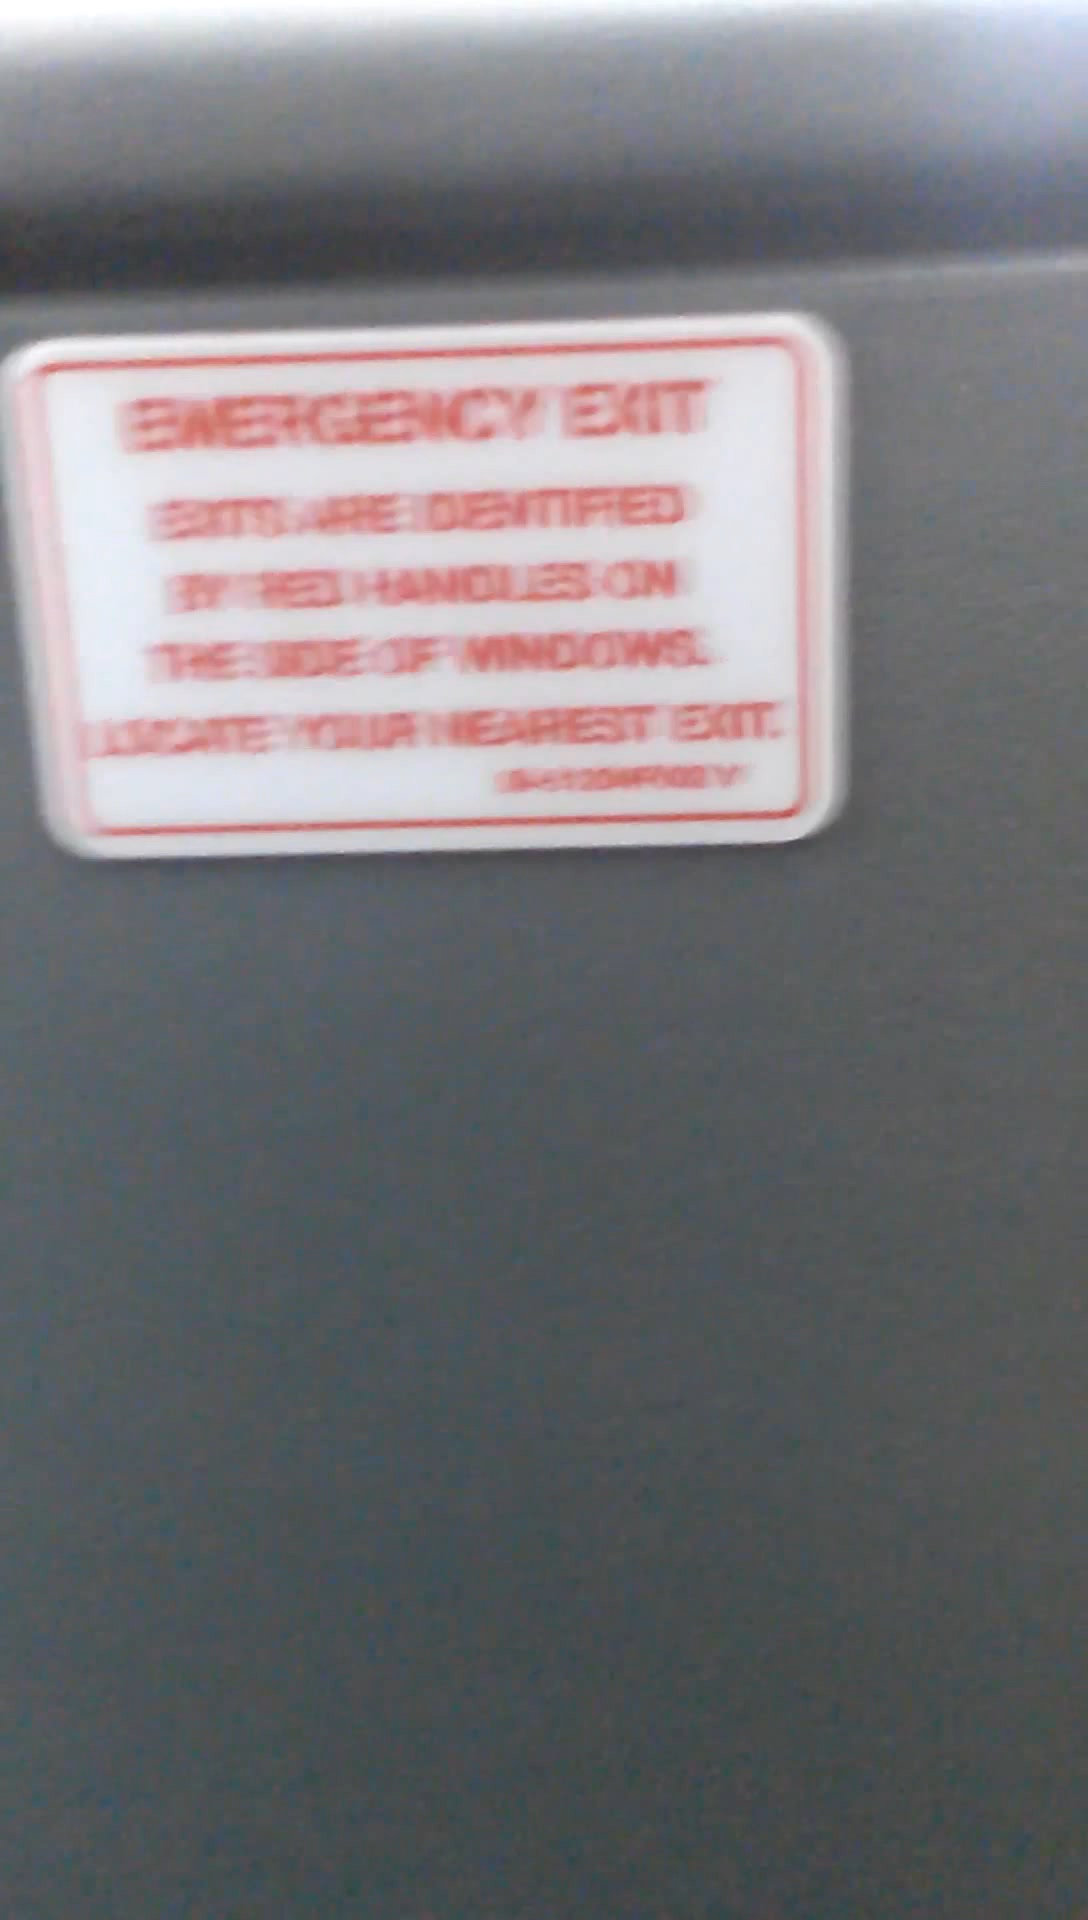 EMERGENCY EXIT
EXITS ARE IDENTIFIED
BY RED HANDLES ON
THE SIDE OF WINDOWS.
LOCATE YOUR NEAREST EXIT.